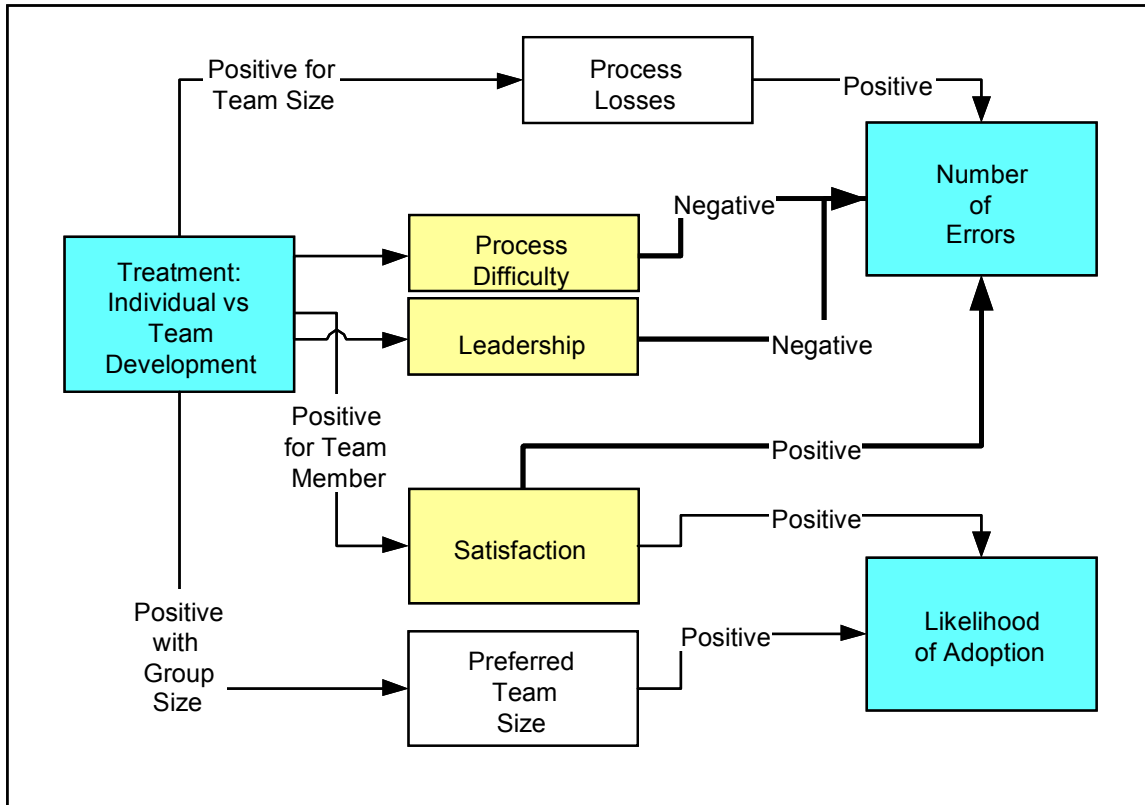 Positive for
Team Size
Process
Losses
Positive
Number
of
Errors
Negative
Process
Difficulty
Treatment:
Individual vs
Team
Development
Leadership
Negative
Positive
for Team
Member
Positive
Satisfaction
Positive
Positive
with
Group
Size
Preferred
Team
Size
Positive
Likelihood
of Adoption